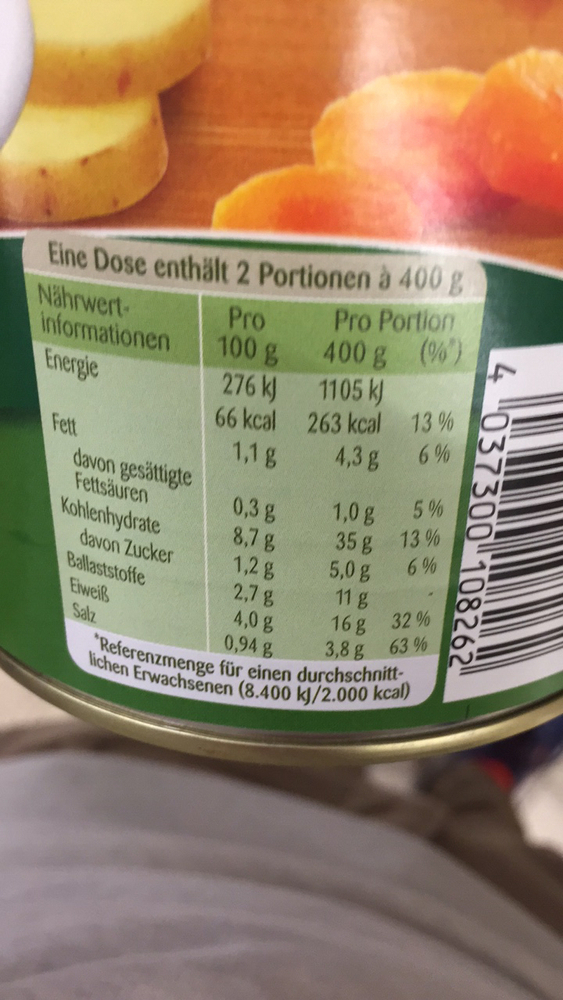 Eine Dose enthält 2 Portionen à 400 g
Nährwert-
informationen
Pro
100 g
Pro Portion
400 g (%*)
Energie 276 kJ 1105 kJ
66 kcal 263 kcal 13 %
Fett 1,1 g 4,3 g 6 %
davon gesättigte
Fettsäuren 0,3 g 1,0 g 5 %
Kohlenhydrate 8,7 g 35 g 13 %
davon Zucker 1,2 g 5,0 g 6 %
Ballaststoffe 2,7 g 11 g -
Eiweiß 4,0 g 16 g 32 %
Salz 0,94 g 3,8 g 63 %
*Referenzmenge für einen durchschnitt-
lichen Erwachsenen (8.400 kJ/2.000 kcal)
4 037300 108262